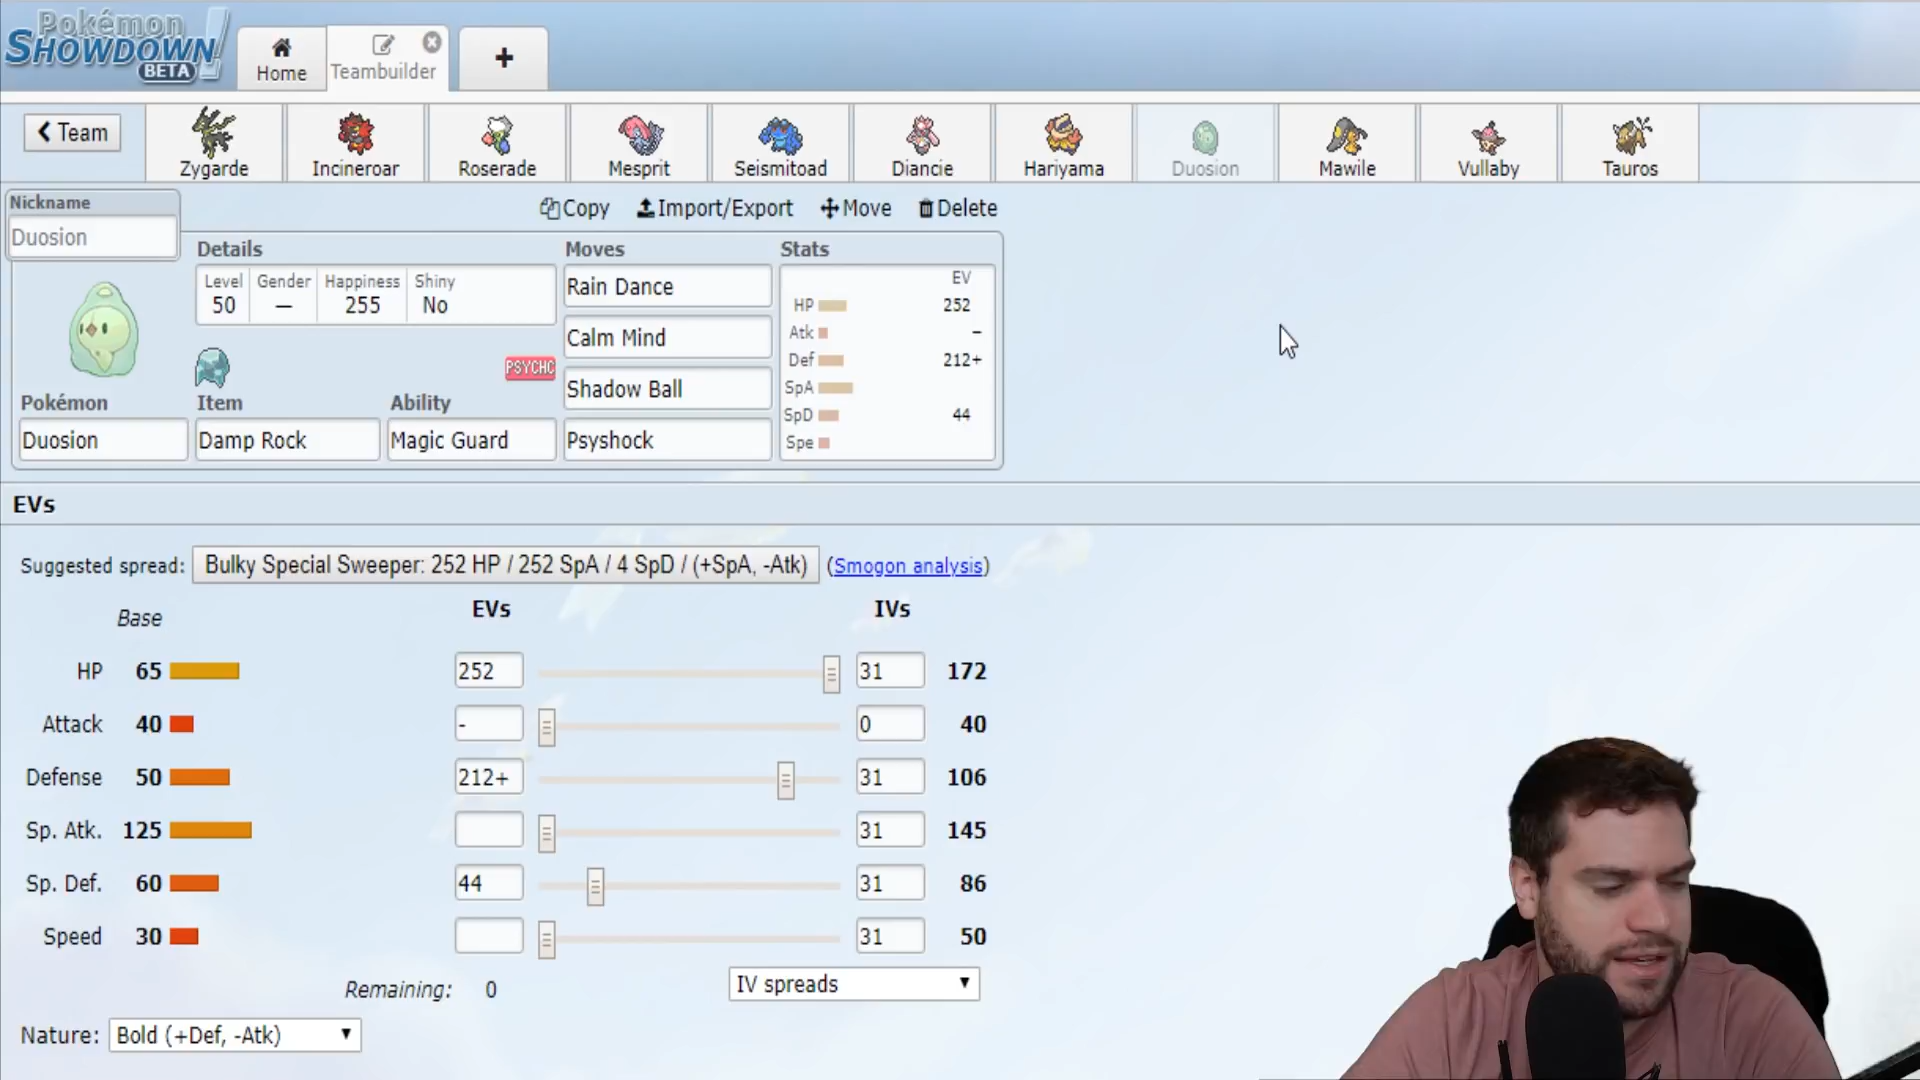 Pokémon
SHOWDOWN!
BETA
Home
Teambuilder
+
Team
Zygarde
Incineroar
Roserade
Mesprit
Seismitoad
Diancie
Hariyama
Duosion
Mawile
Vullaby
Tauros
Nickname
Duosion
Copy
Import/Export
Move
Delete
Details
Moves
Stats
Level
Gender
Happiness
Shiny
50
—
255
No
PSYCHC
Pokémon
Item
Ability
Duosion
Damp Rock
Magic Guard
Rain Dance
Calm Mind
Shadow Ball
Psyshock
EV
HP 252
Atk –
Def 212+
SpA
SpD 44
Spe
EVs
Suggested spread: Bulky Special Sweeper: 252 HP / 252 SpA / 4 SpD / (+SpA, -Atk) (Smogon analysis)
Base EVs IVs
HP 65 252 31 172
Attack 40 - 0 40
Defense 50 212+ 31 106
Sp. Atk. 125 31 145
Sp. Def. 60 44 31 86
Speed 30 31 50
Remaining: 0
IV spreads
Nature: Bold (+Def, -Atk)